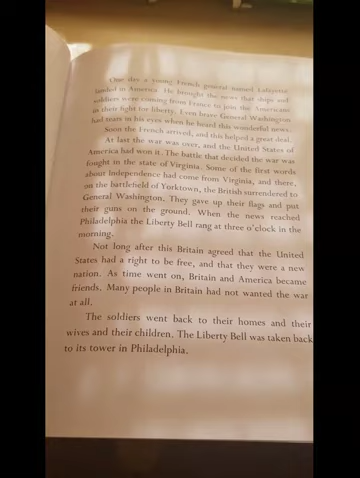 One day a young French general named Lafayette
landed in America. He brought the news that ships and
soldiers were coming from France to join the Americans
in their fight for liberty. Even brave General Washington
had tears in his eyes when he heard this wonderful news.
Soon the French arrived, and this helped a great deal.
At last the war was over, and the United States of
America had won it. The battle that decided the war was
fought in the state of Virginia. Some of the first words
about Independence had come from Virginia, and there,
on the battlefield of Yorktown, the British surrendered to
General Washington. They gave up their flags and put
their guns on the ground. When the news reached
Philadelphia the Liberty Bell rang at three o'clock in the
morning.
Not long after this Britain agreed that the United
States had a right to be free, and that they were a new
nation. As time went on, Britain and America became
friends. Many people in Britain had not wanted the war
at all.
The soldiers went back to their homes and their
wives and their children. The Liberty Bell was taken back
to its tower in Philadelphia.